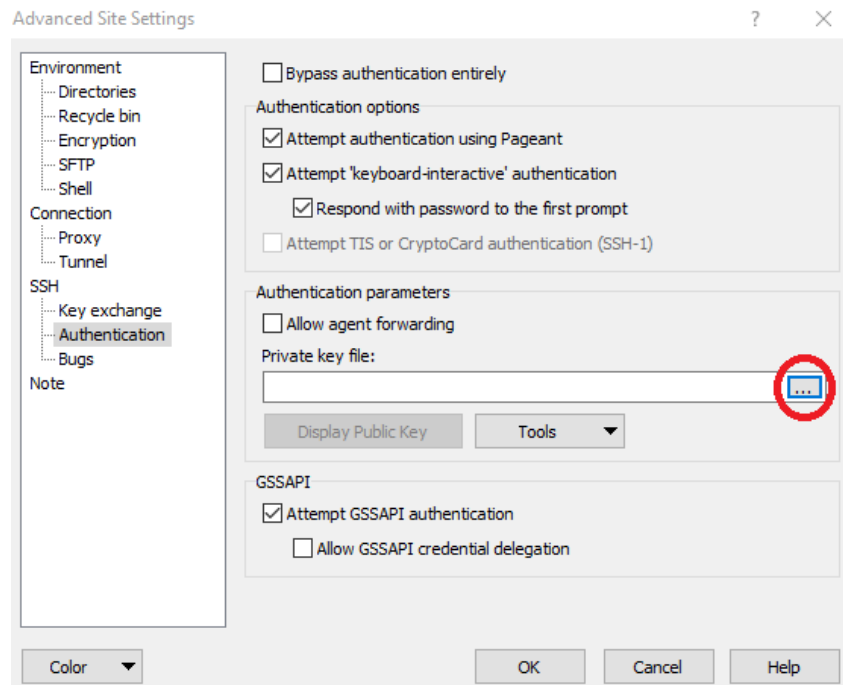 Advanced Site Settings
?
Environment
Directories
Recycle bin
Encryption
SFTP
Shell
Connection
Proxy
Tunnel
SSH
Key exchange
Authentication
Bugs
Note
Bypass authentication entirely
Authentication options
Attempt authentication using Pageant
Attempt 'keyboard-interactive' authentication
Respond with password to the first prompt
Attempt TIS or CryptoCard authentication (SSH-1)
Authentication parameters
Allow agent forwarding
Private key file:
...
Display Public Key
Tools
GSSAPI
Attempt GSSAPI authentication
Allow GSSAPI credential delegation
Color
OK
Cancel
Help